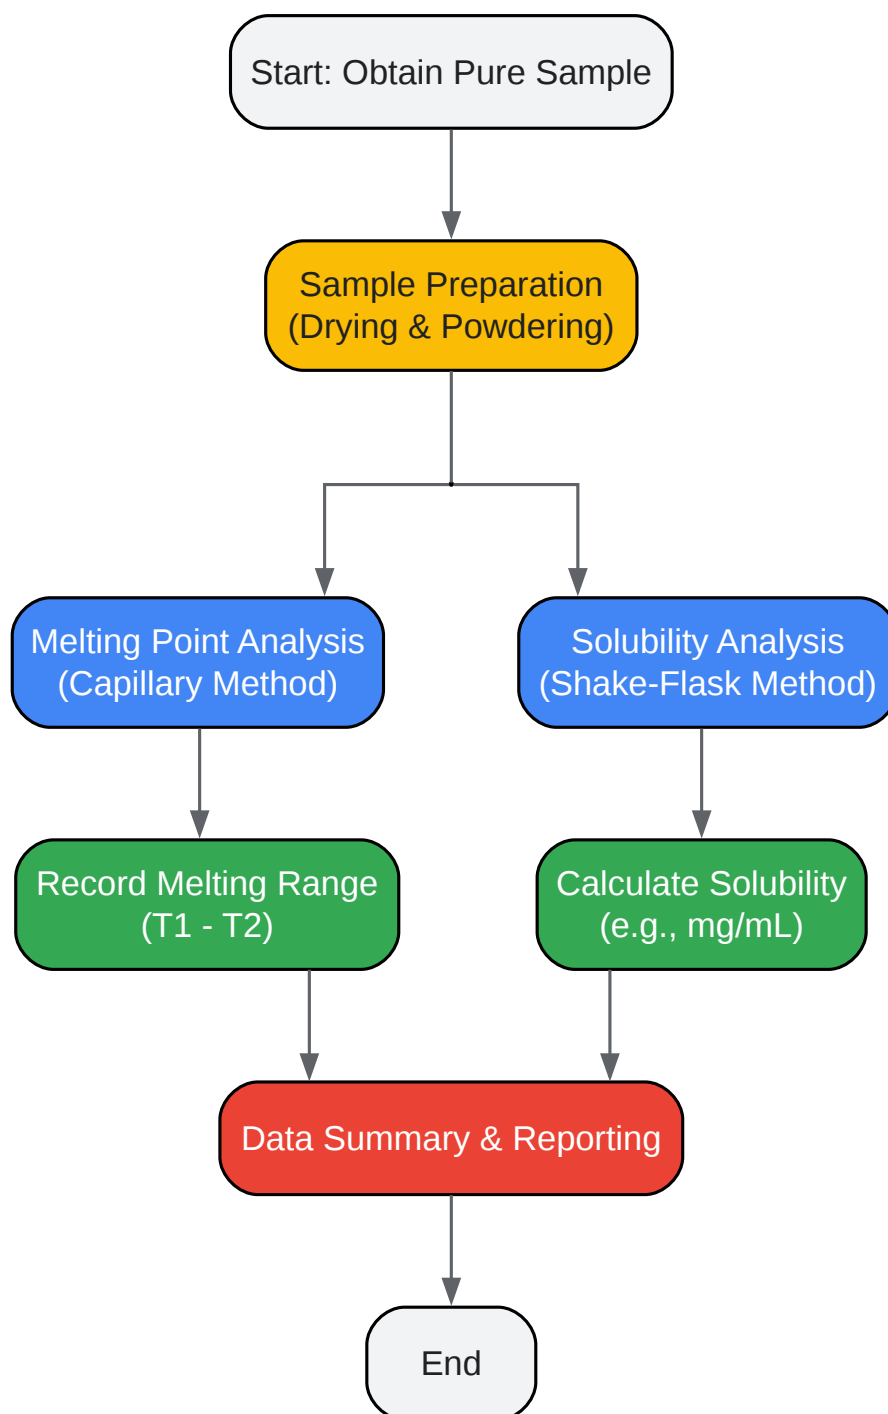 Start: Obtain Pure Sample
Sample Preparation
(Drying & Powdering)
Melting Point Analysis
(Capillary Method)
Solubility Analysis
(Shake-Flask Method)
Record Melting Range
(T1 - T2)
Calculate Solubility
(e.g., mg/mL)
Data Summary & Reporting
End